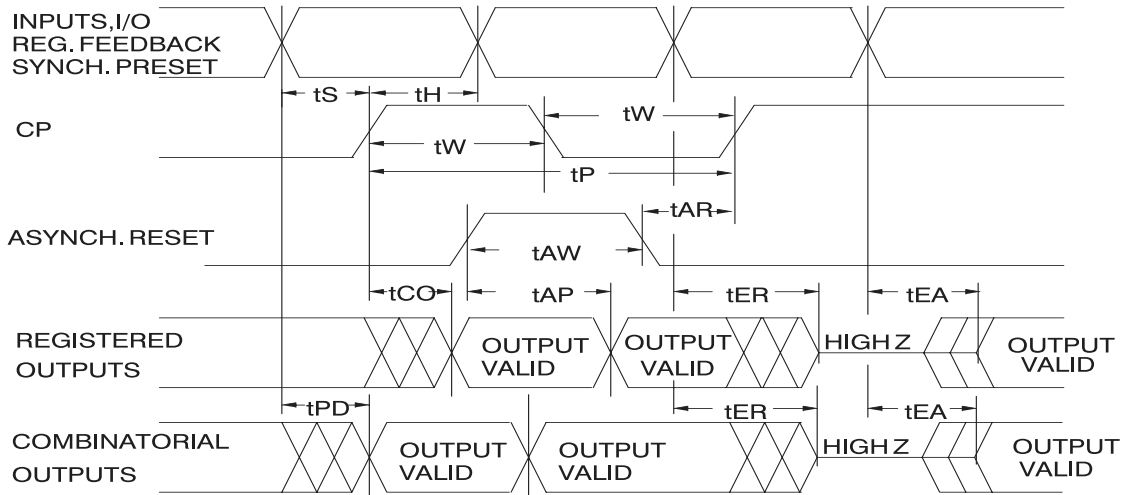 INPUTS,I/O
REG. FEEDBACK
SYNCH. PRESET
tS
tH
CP
tW
tW
tP
tAR
ASYNCH. RESET
tAW
tCO
tAP
tER
tEA
REGISTERED
OUTPUTS
OUTPUT
VALID
OUTPUT
VALID
HIGH Z
OUTPUT
VALID
tPD
tER
tEA
COMBINATORIAL
OUTPUTS
OUTPUT
VALID
OUTPUT
VALID
HIGH Z
OUTPUT
VALID